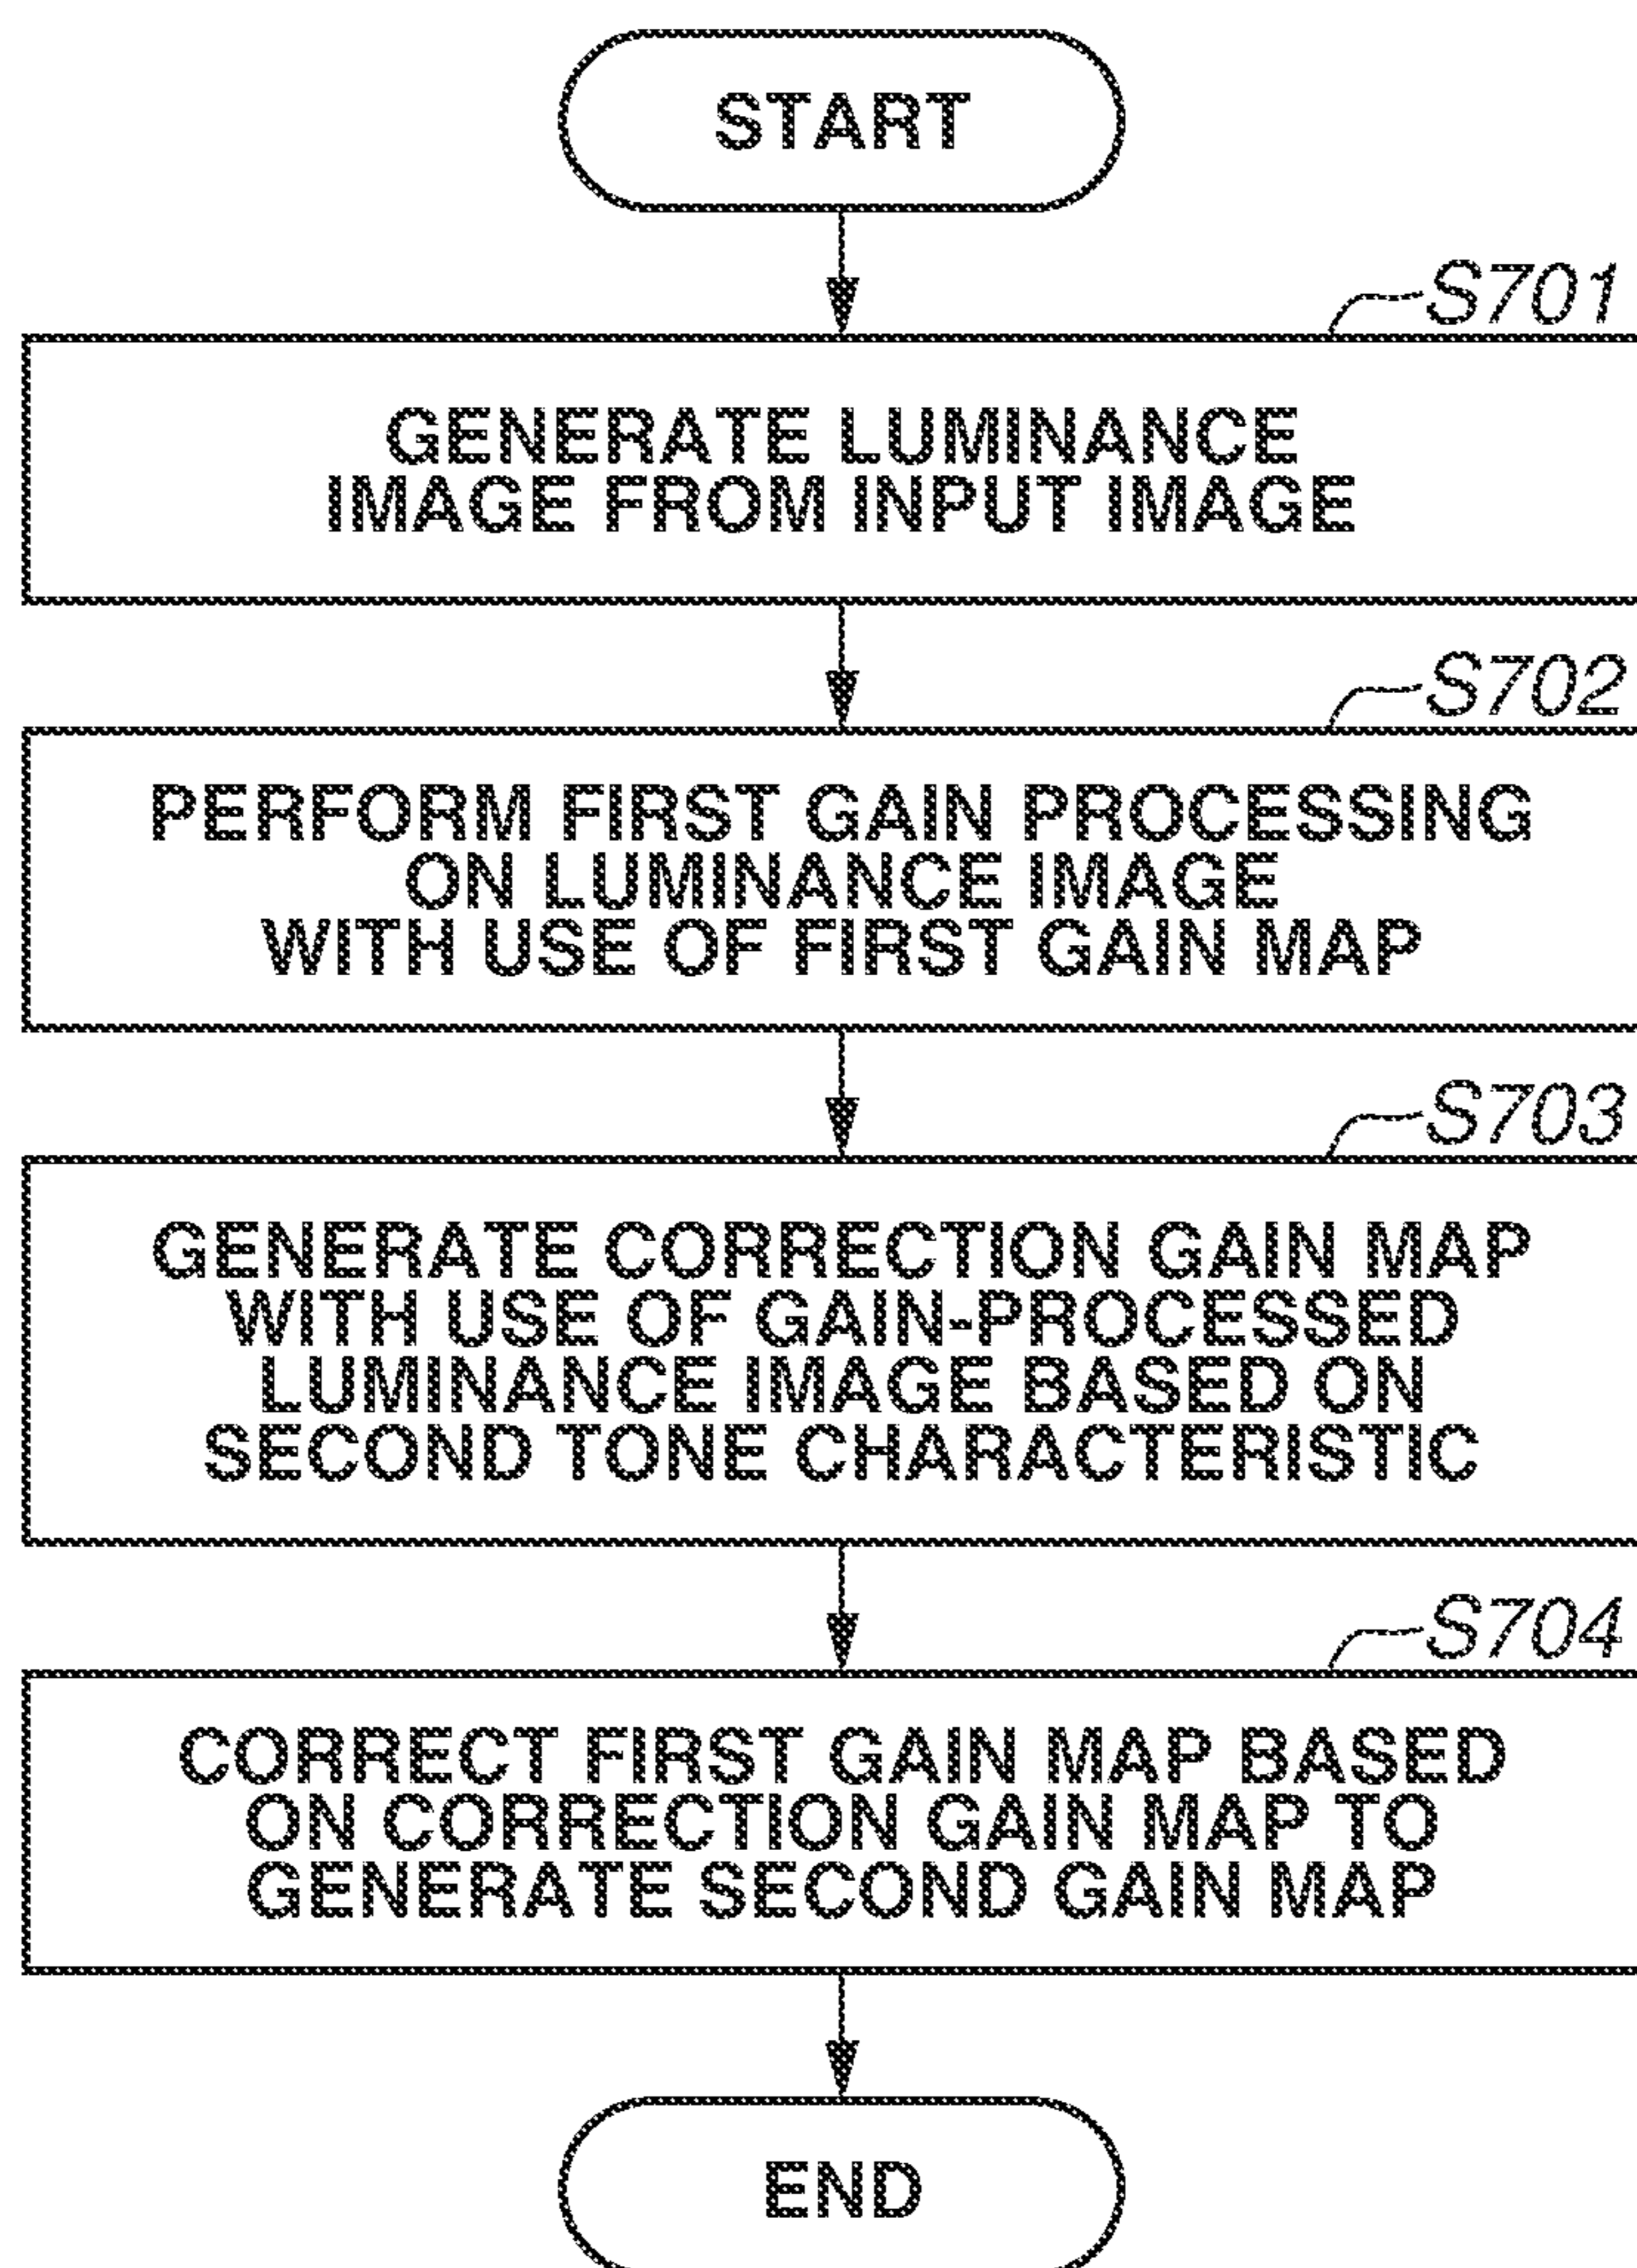 START
S701
GENERATE LUMINANCE
IMAGE FROM INPUT IMAGE
S702
PERFORM FIRST GAIN PROCESSING
ON LUMINANCE IMAGE
WITH USE OF FIRST GAIN MAP
S703
GENERATE CORRECTION GAIN MAP
WITH USE OF GAIN-PROCESSED
LUMINANCE IMAGE BASED ON
SECOND TONE CHARACTERISTIC
S704
CORRECT FIRST GAIN MAP BASED
ON CORRECTION GAIN MAP TO
GENERATE SECOND GAIN MAP
END